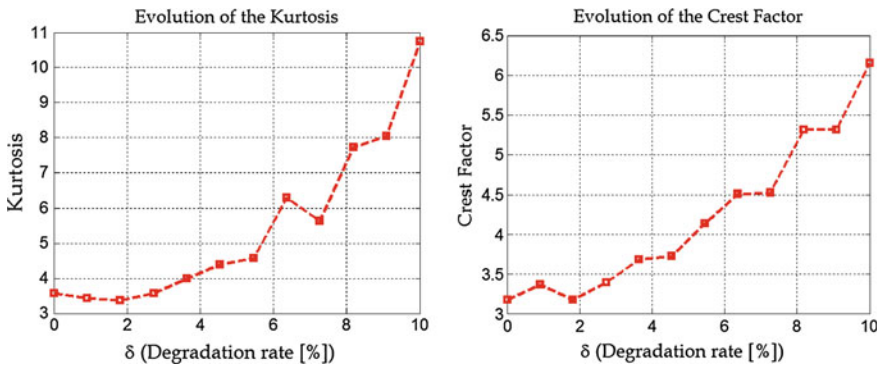 Evolution of the Kurtosis
11
10
9
8
7
6
5
4
3
Kurtosis
0 2 4 6 8 10
δ (Degradation rate [%])
Evolution of the Crest Factor
6.5
6
5.5
5
4.5
4
3.5
3
Crest Factor
0 2 4 6 8 10
δ (Degradation rate [%])